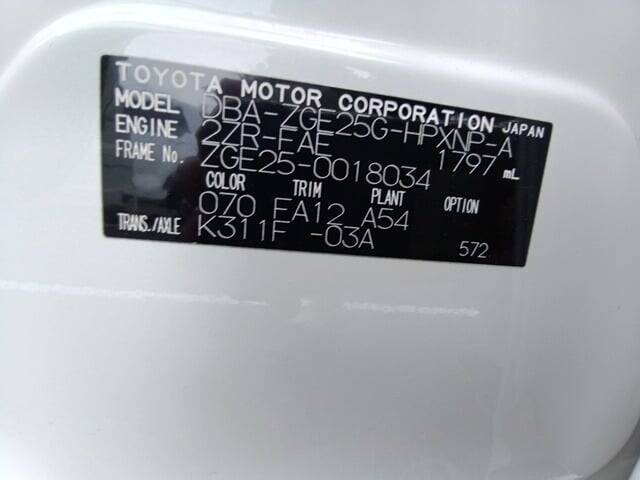 TOYOTA MOTOR CORPORATION JAPAN
MODEL DBA-ZGE25G-HPXNP-A
ENGINE 2ZR-FAE 1797 mL
FRAME No. ZGE25-0018034
COLOR TRIM PLANT OPTION
070 FA12 A54
TRANS./AXLE K311F -03A 572